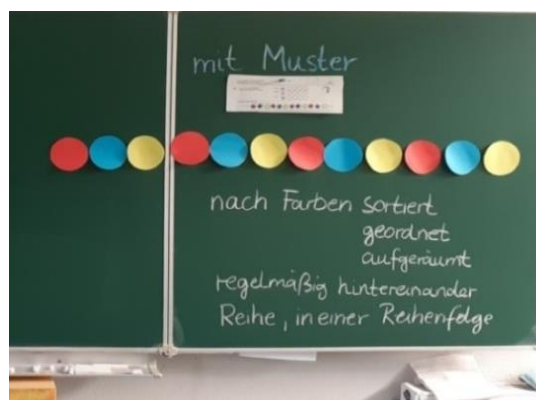 mit Muster
nach Farben sortiert
geordnet
aufgeräumt
regelmäßig hintereinander
Reihe, in einer Reihenfolge